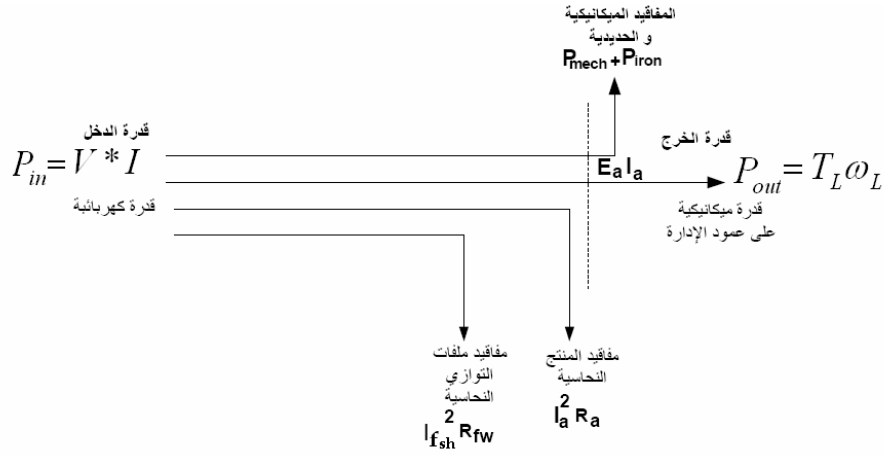 المفاقيد الميكانيكية
و الحديدية
Pmech + Piron
قدرة الدخل
Pin = V * I
قدرة كهربائية
Ea Ia
قدرة الخرج
Pout = TL ωL
قدرة ميكانيكية
على عمود الإدارة
مفاقيد ملفات
التوازي
النحاسية
I²fsh Rfw
مفاقيد المنتج
النحاسية
Ia² Ra